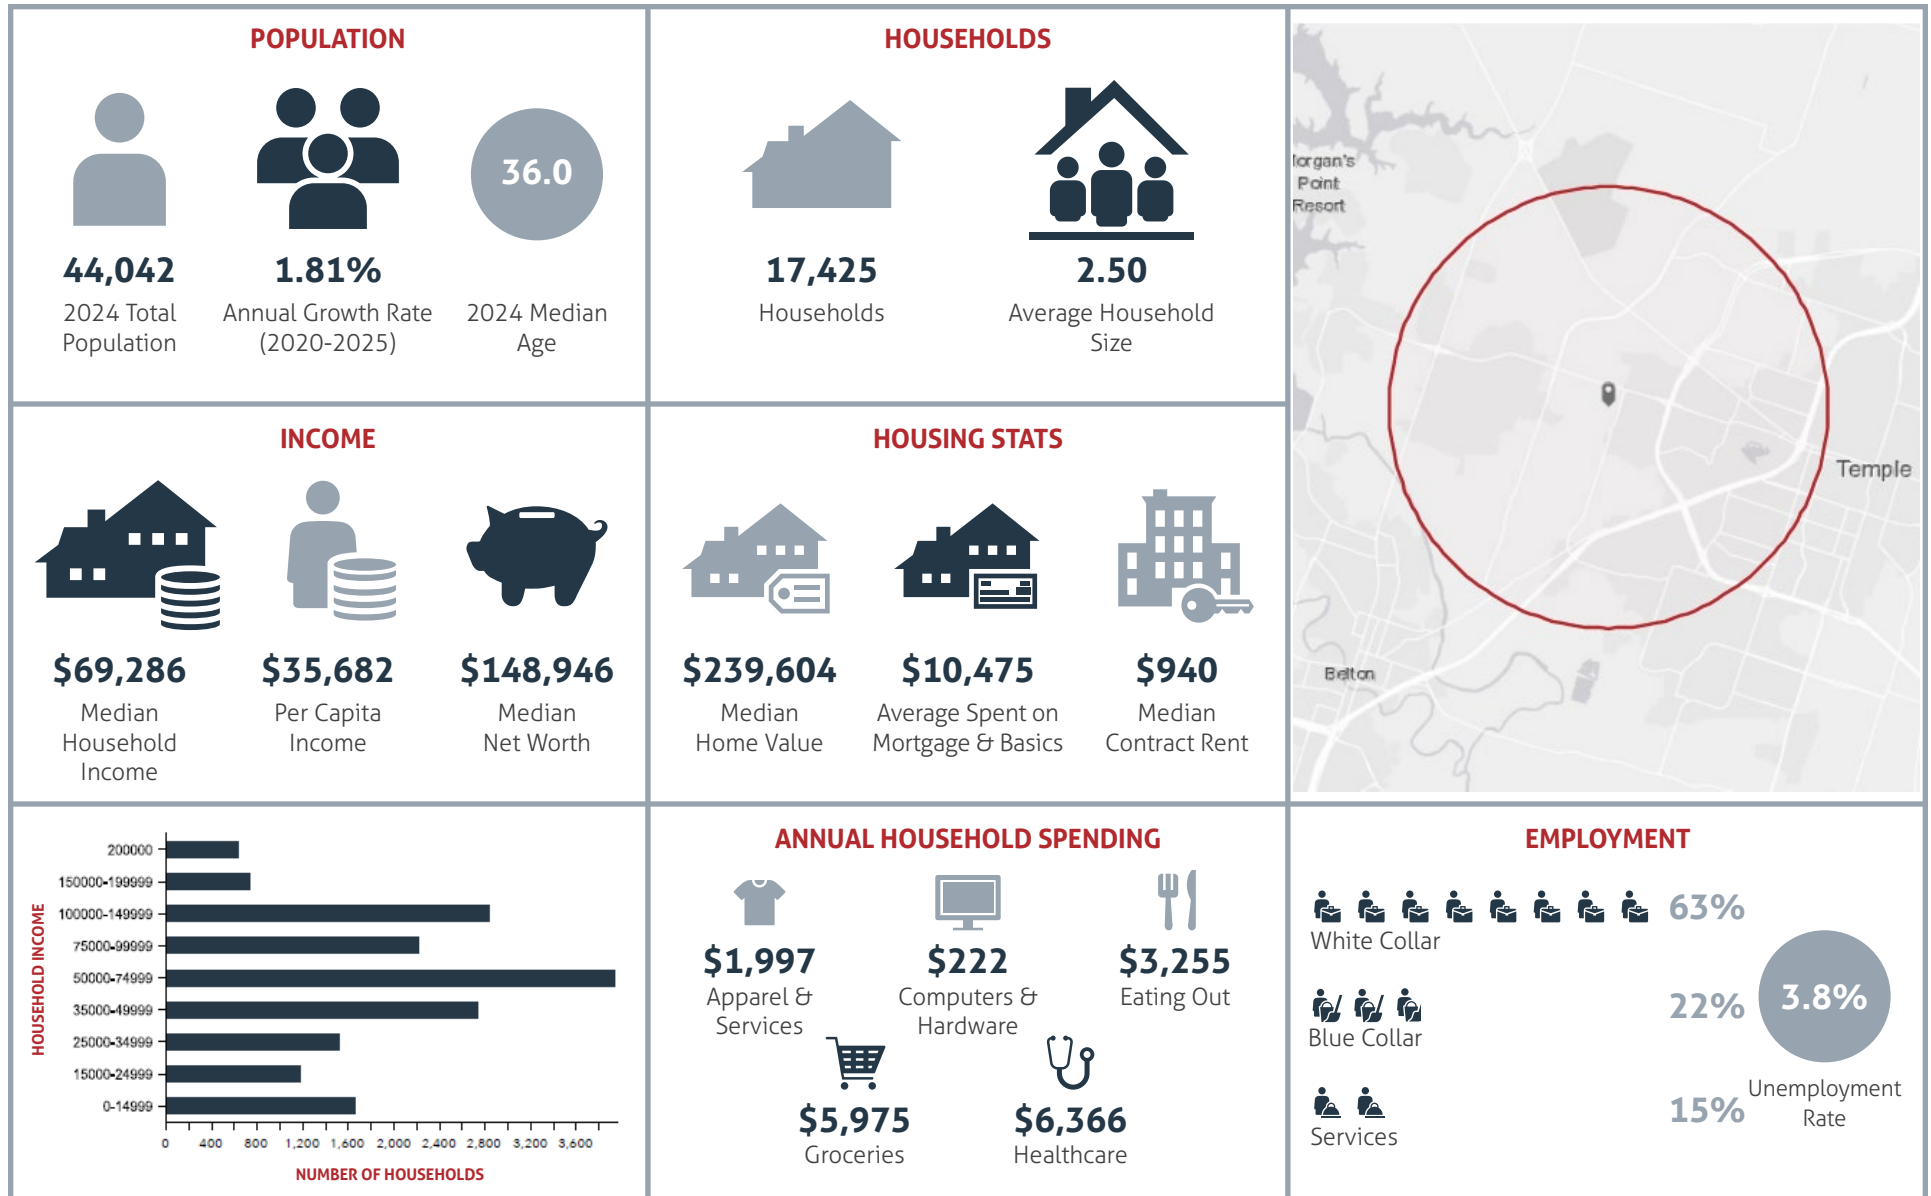 POPULATION
36.0
44,042
2024 Total
Population
1.81%
Annual Growth Rate
(2020-2025)
2024 Median
Age
HOUSEHOLDS
17,425
Households
2.50
Average Household
Size
Point
Resort
Temple
Belton
INCOME
$69,286
Median
Household
Income
$35,682
Per Capita
Income
$148,946
Median
Net Worth
HOUSING STATS
$239,604
Median
Home Value
$10,475
Average Spent on
Mortgage & Basics
$940
Median
Contract Rent
HOUSEHOLD INCOME
200000
150000-199999
100000-149999
75000-99999
50000-74999
35000-49999
25000-34999
15000-24999
0-14999
0 400 800 1,200 1,600 2,000 2,400 2,800 3,200 3,600
NUMBER OF HOUSEHOLDS
ANNUAL HOUSEHOLD SPENDING
$1,997
Apparel &
Services
$222
Computers &
Hardware
$3,255
Eating Out
$5,975
Groceries
$6,366
Healthcare
EMPLOYMENT
63%
White Collar
22%
Blue Collar
15%
Services
3.8%
Unemployment
Rate